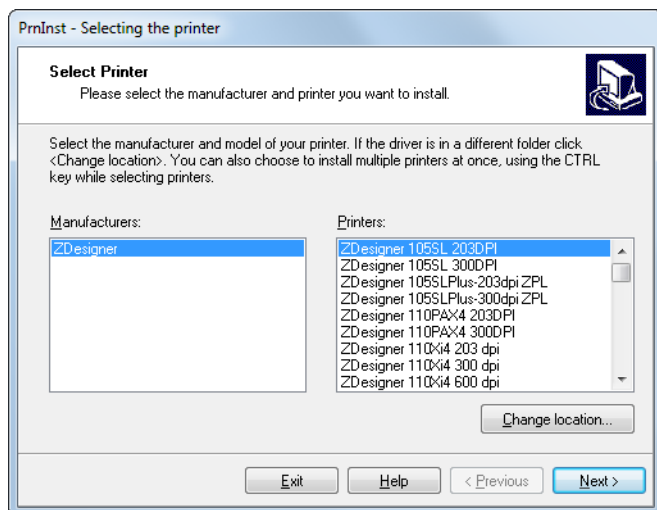 PrnInst - Selecting the printer
Select Printer
Please select the manufacturer and printer you want to install.
Select the manufacturer and model of your printer. If the driver is in a different folder click
<Change location>. You can also choose to install multiple printers at once, using the CTRL
key while selecting printers.
Manufacturers:
ZDesigner
Printers:
ZDesigner 105SL 203DPI
ZDesigner 105SL 300DPI
ZDesigner 105SLPlus-203dpi ZPL
ZDesigner 105SLPlus-300dpi ZPL
ZDesigner 110PAX4 203DPI
ZDesigner 110PAX4 300DPI
ZDesigner 110Xi4 203 dpi
ZDesigner 110Xi4 300 dpi
ZDesigner 110Xi4 600 dpi
Change location...
Exit
Help
< Previous
Next >